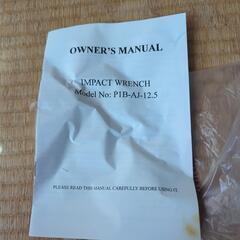 OWNER'S MANUAL
IMPACT WRENCH
Model No: P1B-AJ-12.5
PLEASE READ THIS MANUAL CAREFULLY BEFORE USING IT.